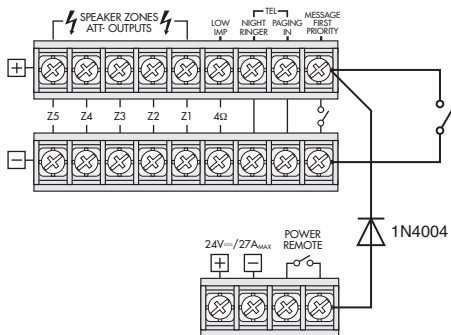 SPEAKER ZONES
ATT- OUTPUTS
LOW
IMP
TEL
NIGHT
RINGER
PAGING
IN
MESSAGE
FIRST
PRIORITY
+
Z5 Z4 Z3 Z2 Z1 4Ω
-
1N4004
24V⎓/27AMAX
POWER
REMOTE
+ -